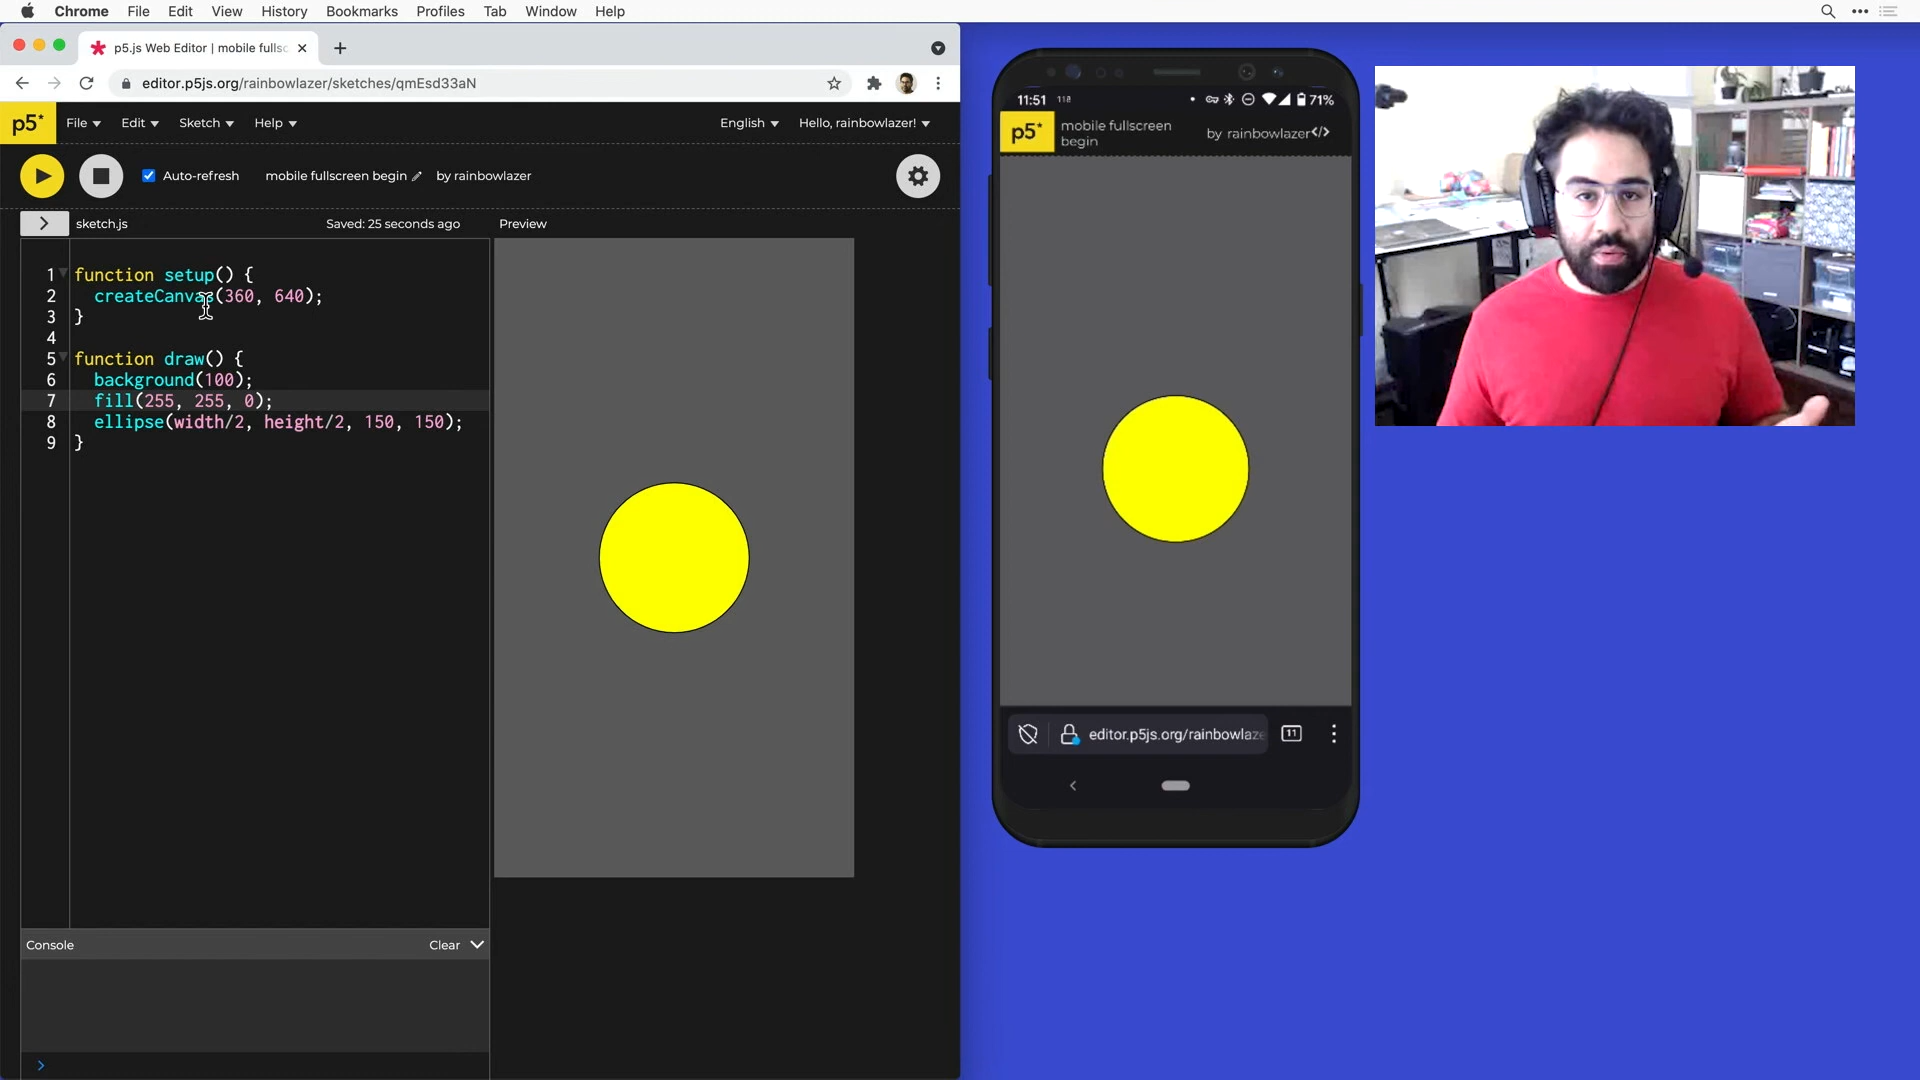 Chrome File Edit View History Bookmarks Profiles Tab Window Help
p5.js Web Editor | mobile fullsc
editor.p5js.org/rainbowlazer/sketches/qmEsd33aN
p5* File Edit Sketch Help English Hello, rainbowlazer!
Auto-refresh mobile fullscreen begin by rainbowlazer
sketch.js Saved: 25 seconds ago Preview
1 function setup() {
2 createCanvas(360, 640);
3 }
4
5 function draw() {
6 background(100);
7 fill(255, 255, 0);
8 ellipse(width/2, height/2, 150, 150);
9 }
Console Clear
>
11:51 118 71%
p5* mobile fullscreen
begin
by rainbowlazer</>
editor.p5js.org/rainbowlaze
11